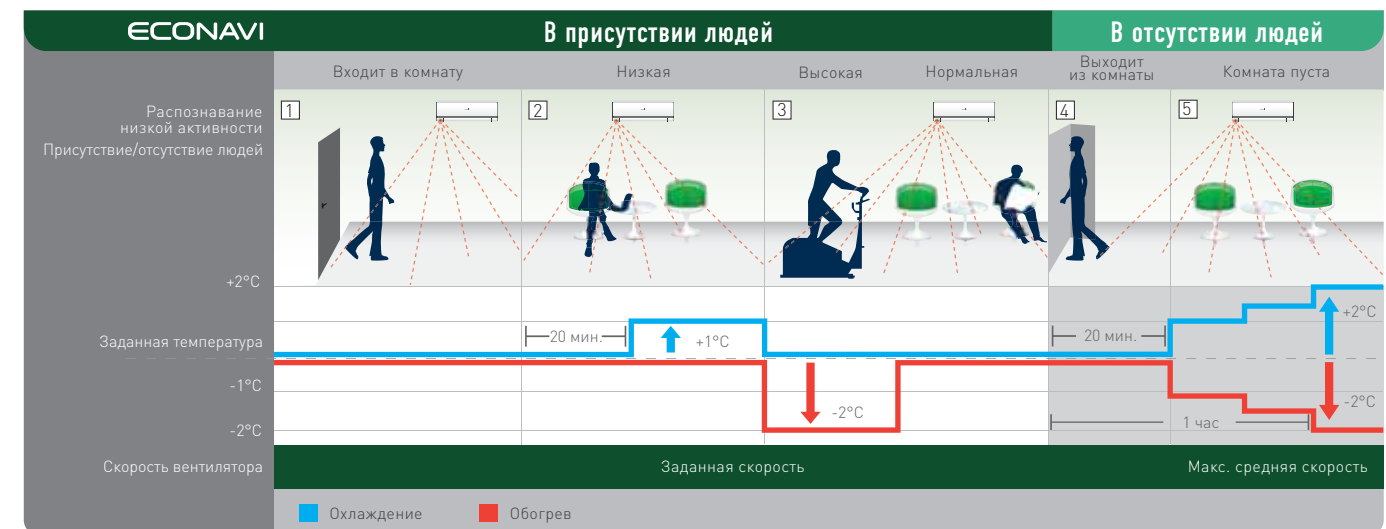 ECONAVI
В присутствии людей
В отсутствии людей
Входит в комнату
Низкая
Высокая
Нормальная
Выходит
из комнаты
Комната пуста
Распознавание
низкой активности
Присутствие/отсутствие людей
1
2
3
4
5
+2°C
Заданная температура
-1°C
-2°C
20 мин.
+1°C
-2°C
20 мин.
+2°C
-2°C
1 час
Скорость вентилятора
Заданная скорость
Макс. средняя скорость
Охлаждение
Обогрев